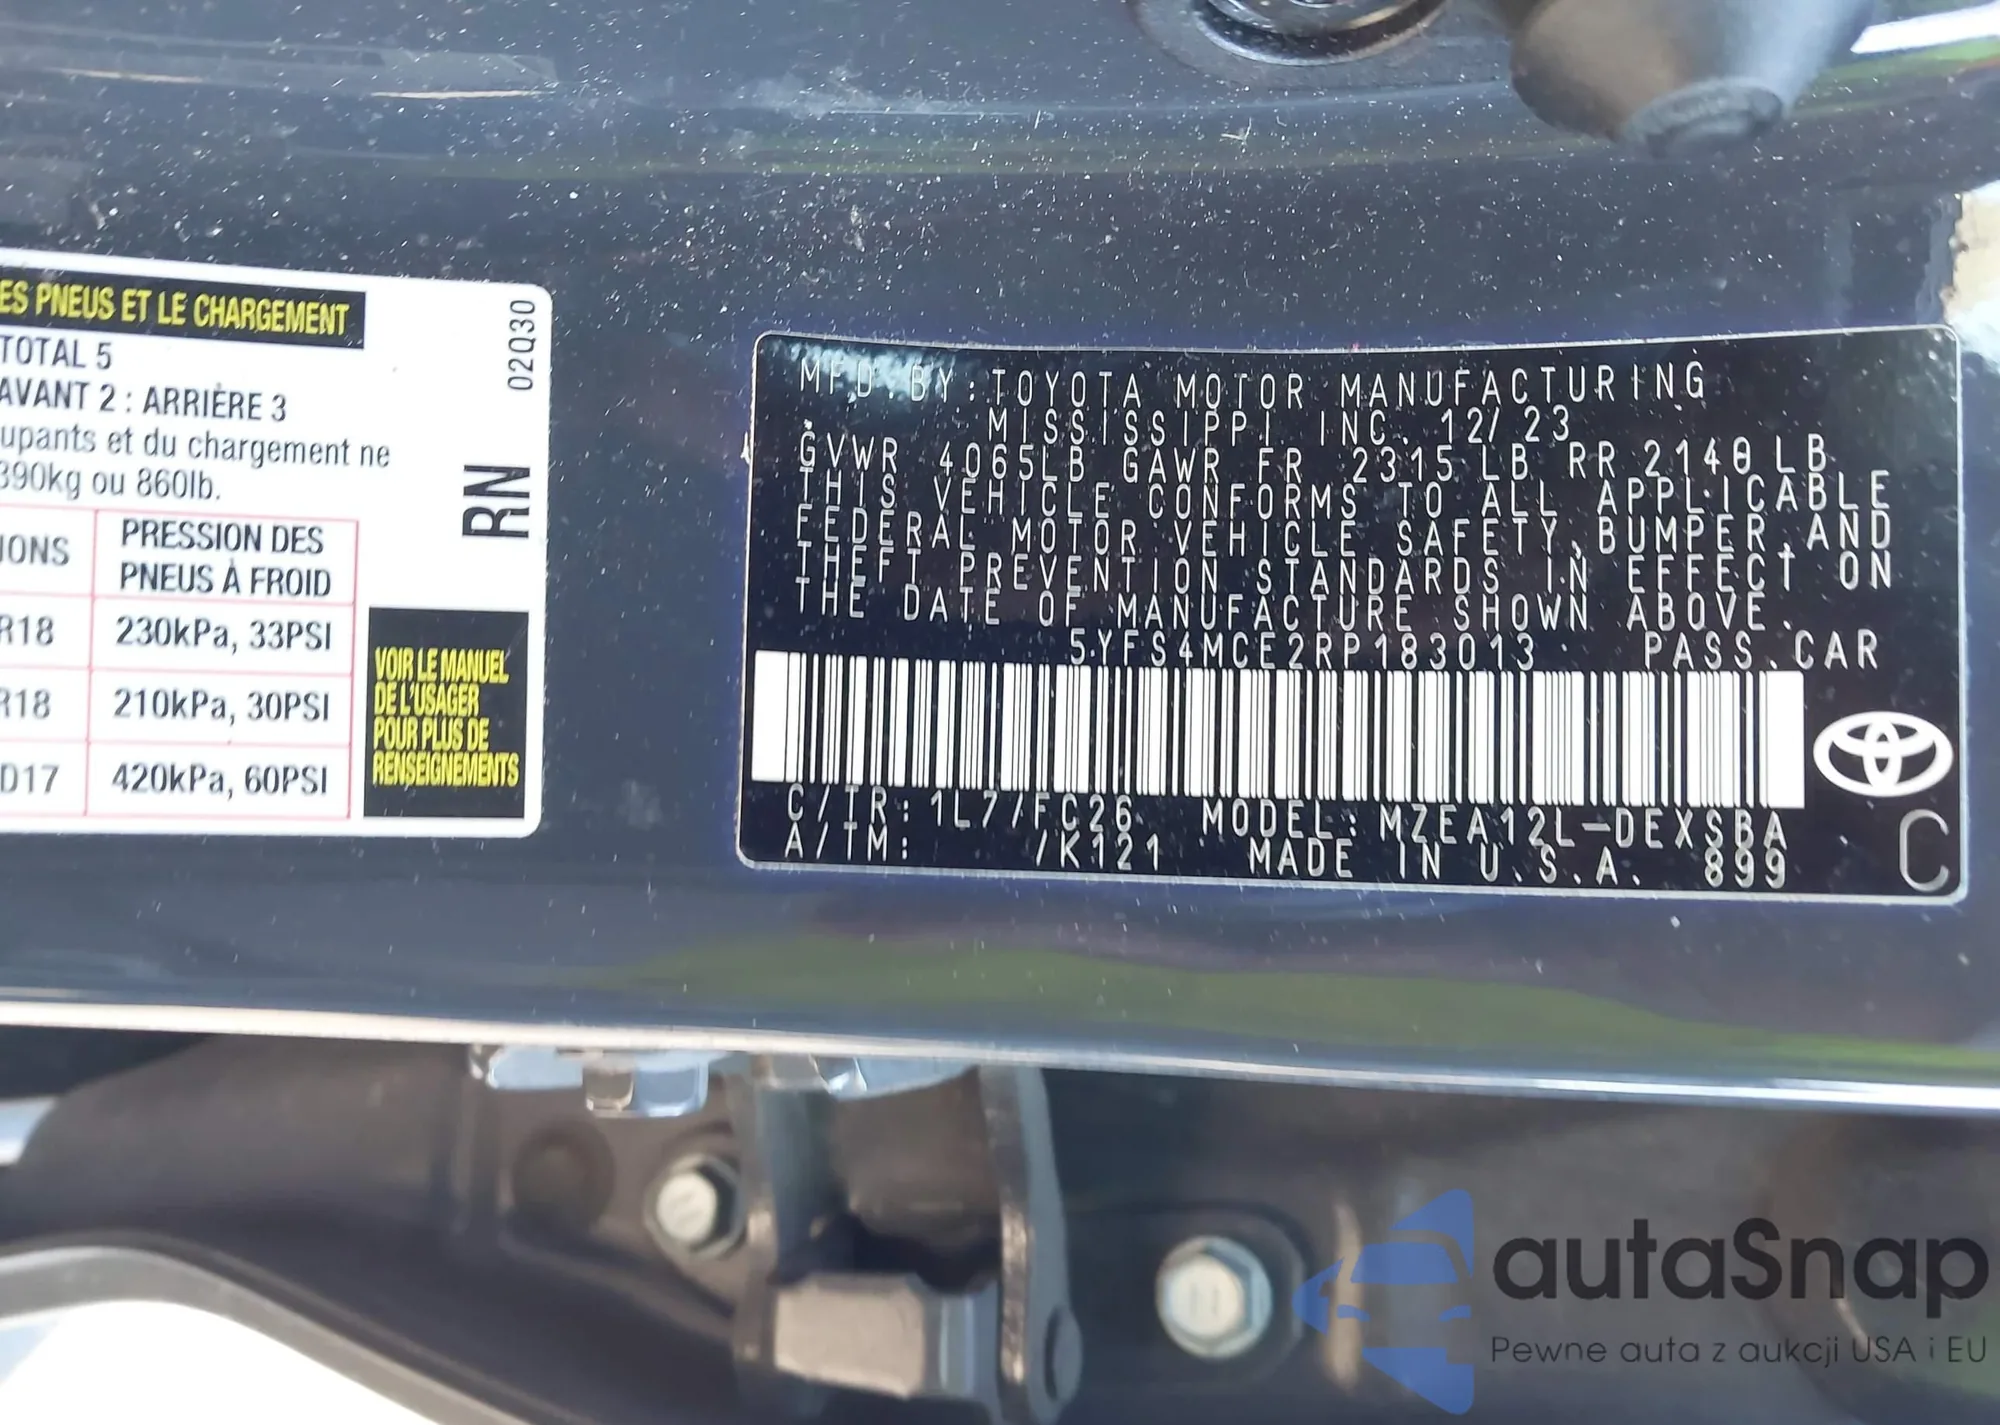 ES PNEUS ET LE CHARGEMENT
TOTAL 5
AVANT 2 : ARRIÈRE 3
upants et du chargement ne
390kg ou 860lb.
IONS
PRESSION DES
PNEUS À FROID
R18
230kPa, 33PSI
R18
210kPa, 30PSI
D17
420kPa, 60PSI
VOIR LE MANUEL
DE L'USAGER
POUR PLUS DE
RENSEIGNEMENTS
RN
02Q30
MFD.BY:TOYOTA MOTOR MANUFACTURING
MISSISSIPPI INC. 12/23
GVWR 4065LB GAWR FR 2315LB RR 2140LB
THIS VEHICLE CONFORMS TO ALL APPLICABLE
FEDERAL MOTOR VEHICLE SAFETY,BUMPER,AND
THEFT PREVENTION STANDARDS IN EFFECT ON
THE DATE OF MANUFACTURE SHOWN ABOVE.
5YFS4MCE2RP183013 PASS.CAR
C/TR: 1L7/FC26 MODEL: MZEA12L-DEXSBA
A/TM: /K121 MADE IN U.S.A. 899
C
autaSnap
Pewne auta z aukcji USA i EU